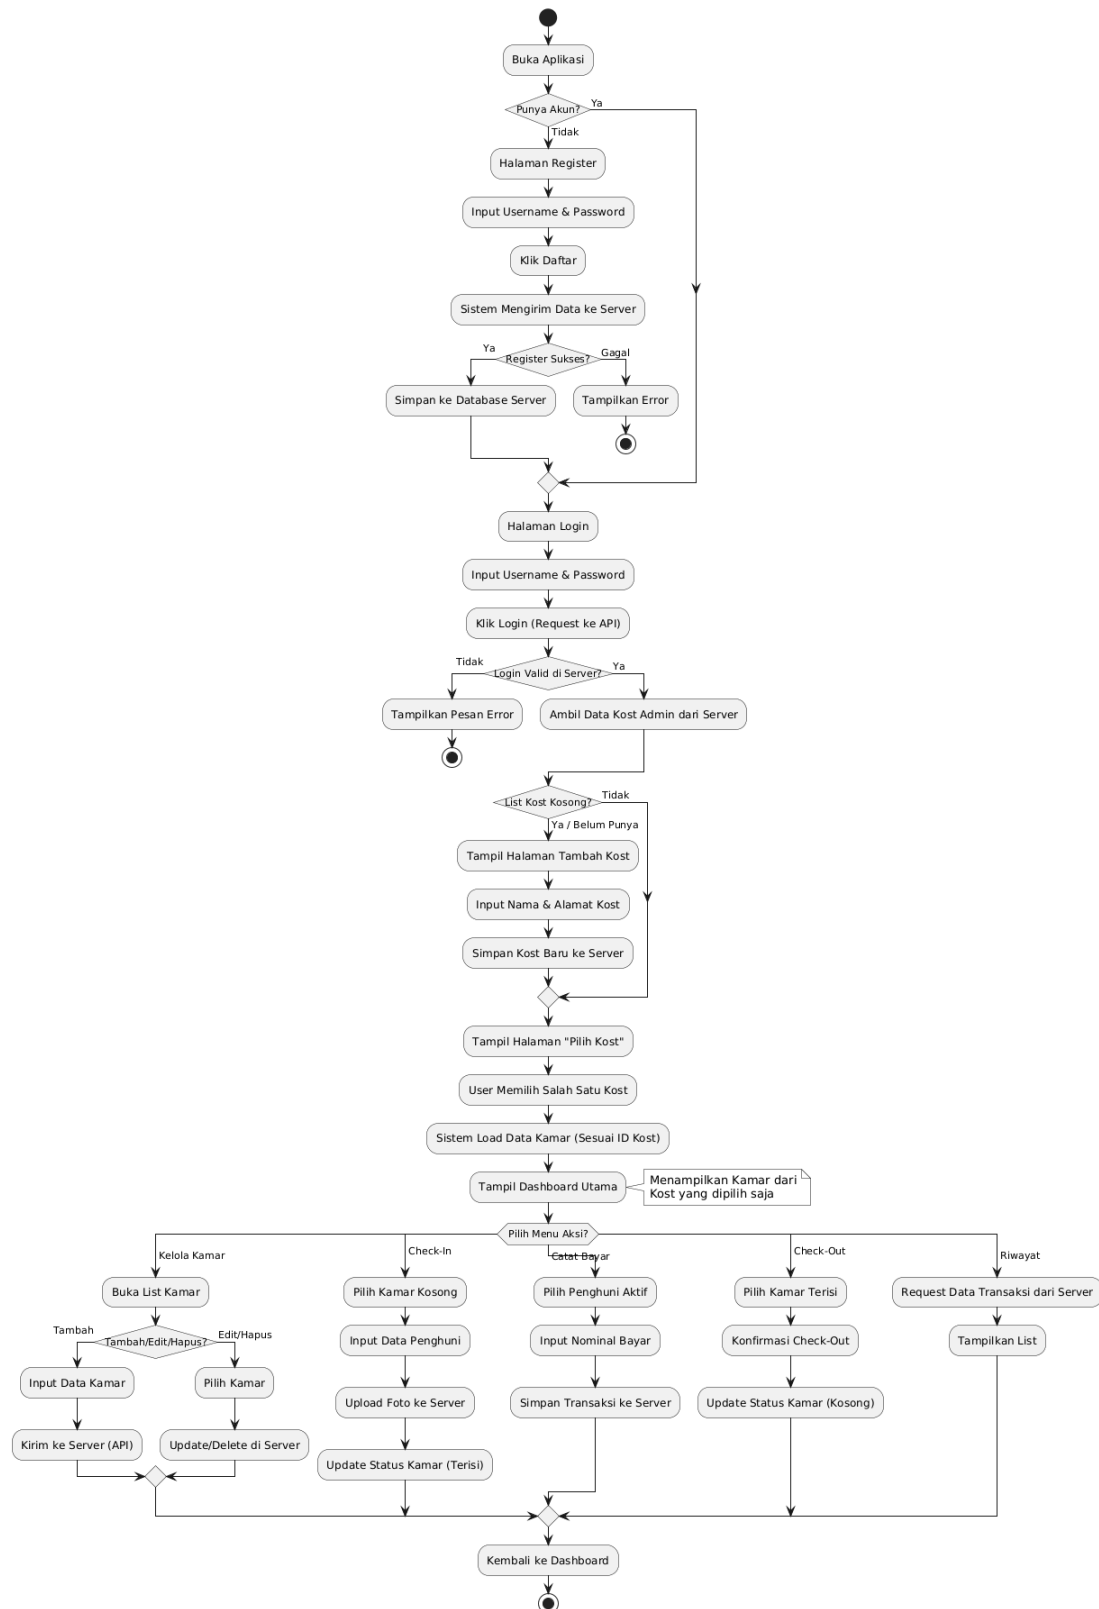 Buka Aplikasi
Punya Akun?
Ya
Tidak
Halaman Register
Input Username & Password
Klik Daftar
Sistem Mengirim Data ke Server
Ya
Register Sukses?
Gagal
Simpan ke Database Server
Tampilkan Error
Halaman Login
Input Username & Password
Klik Login (Request ke API)
Tidak
Login Valid di Server?
Ya
Tampilkan Pesan Error
Ambil Data Kost Admin dari Server
List Kost Kosong?
Tidak
Ya / Belum Punya
Tampil Halaman Tambah Kost
Input Nama & Alamat Kost
Simpan Kost Baru ke Server
Tampil Halaman "Pilih Kost"
User Memilih Salah Satu Kost
Sistem Load Data Kamar (Sesuai ID Kost)
Tampil Dashboard Utama
Menampilkan Kamar dari
Kost yang dipilih saja
Pilih Menu Aksi?
Kelola Kamar
Buka List Kamar
Tambah
Tambah/Edit/Hapus?
Edit/Hapus
Input Data Kamar
Pilih Kamar
Kirim ke Server (API)
Update/Delete di Server
Check-In
Pilih Kamar Kosong
Input Data Penghuni
Upload Foto ke Server
Update Status Kamar (Terisi)
Catat Bayar
Pilih Penghuni Aktif
Input Nominal Bayar
Simpan Transaksi ke Server
Check-Out
Pilih Kamar Terisi
Konfirmasi Check-Out
Update Status Kamar (Kosong)
Riwayat
Request Data Transaksi dari Server
Tampilkan List
Kembali ke Dashboard